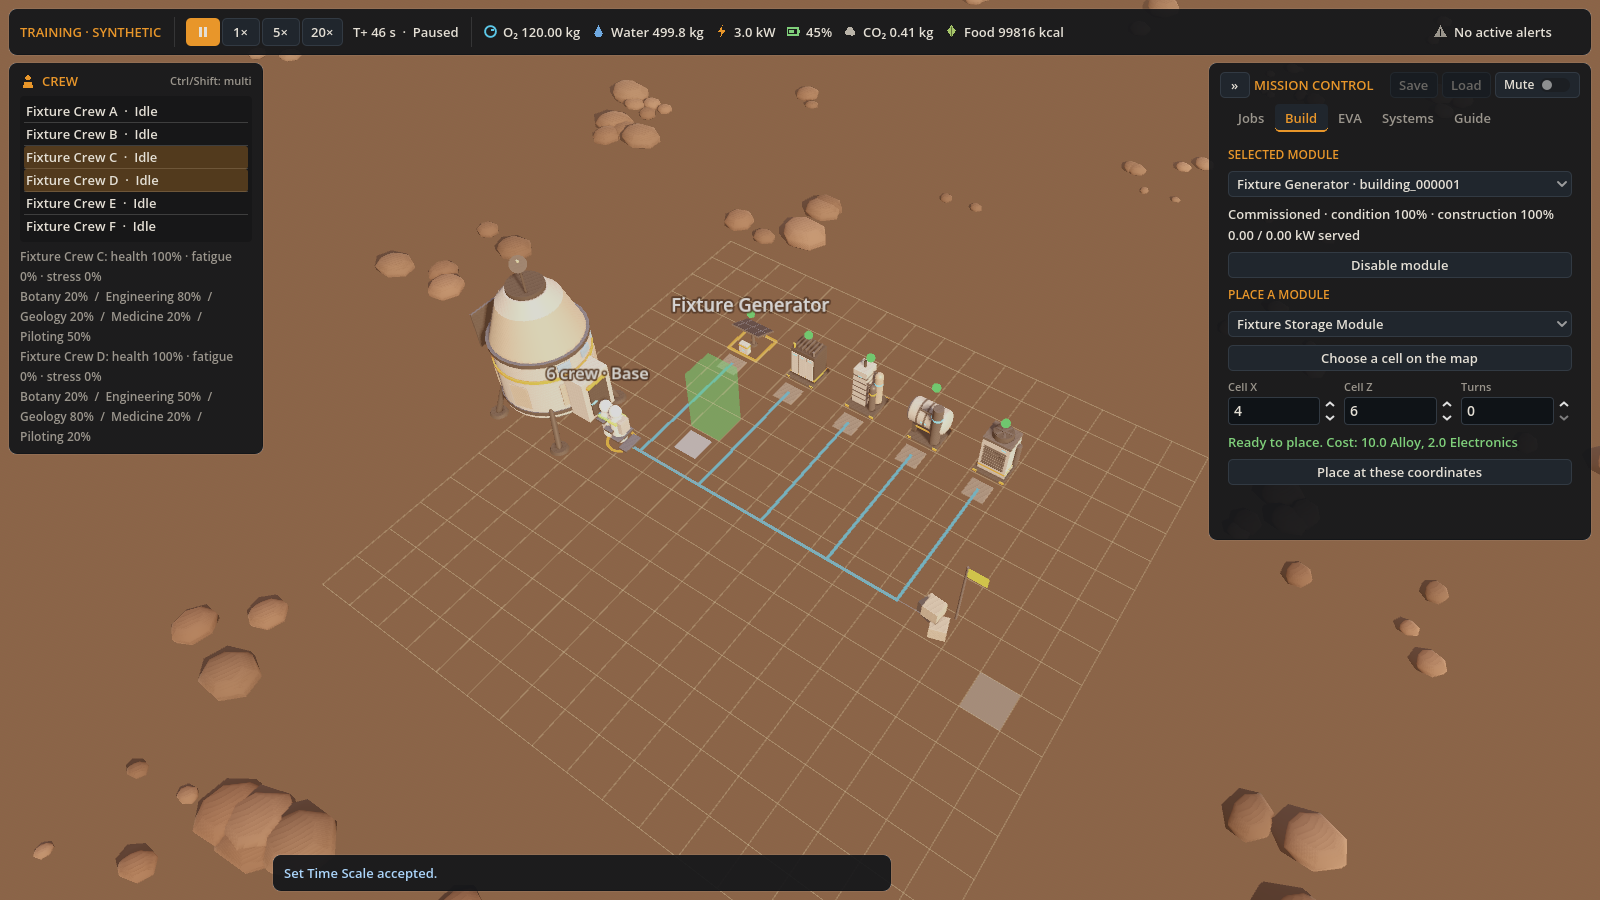 TRAINING · SYNTHETIC
1×
5×
20×
T+ 46 s · Paused
O₂ 120.00 kg
Water 499.8 kg
3.0 kW
45%
CO₂ 0.41 kg
Food 99816 kcal
No active alerts
CREW
Ctrl/Shift: multi
Fixture Crew A · Idle
Fixture Crew B · Idle
Fixture Crew C · Idle
Fixture Crew D · Idle
Fixture Crew E · Idle
Fixture Crew F · Idle
Fixture Crew C: health 100% · fatigue
0% · stress 0%
Botany 20% / Engineering 80% /
Geology 20% / Medicine 20% /
Piloting 50%
Fixture Crew D: health 100% · fatigue
0% · stress 0%
Botany 20% / Engineering 50% /
Geology 80% / Medicine 20% /
Piloting 20%
Fixture Generator
6 crew · Base
»
MISSION CONTROL
Save
Load
Mute
Jobs
Build
EVA
Systems
Guide
SELECTED MODULE
Fixture Generator · building_000001
Commissioned · condition 100% · construction 100%
0.00 / 0.00 kW served
Disable module
PLACE A MODULE
Fixture Storage Module
Choose a cell on the map
Cell X
Cell Z
Turns
4
6
0
Ready to place. Cost: 10.0 Alloy, 2.0 Electronics
Place at these coordinates
Set Time Scale accepted.